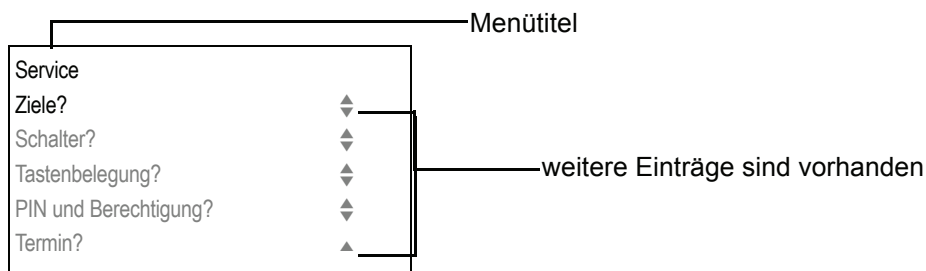 Menütitel
Service
Ziele?
Schalter?
Tastenbelegung?
weitere Einträge sind vorhanden
PIN und Berechtigung?
Termin?